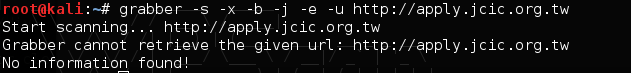 root@kali:~# grabber -s -x -b -j -e -u http://apply.jcic.org.tw
Start scanning... http://apply.jcic.org.tw
Grabber cannot retrieve the given url: http://apply.jcic.org.tw
No information found!